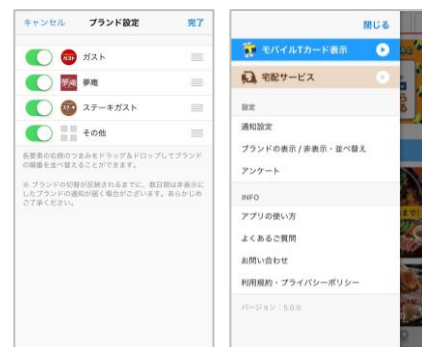 キャンセル
ブランド設定
完了
ガスト
夢庵
ステーキガスト
その他
各要素の右側のつまみをドラッグ&ドロップしてブランド
の順番を並べ替えることができます。
※ ブランドの切替が反映されるまでに、数日間は非表示に
したブランドの通知が届く場合がございます。あらかじめ
ご了承ください。
閉じる
モバイルTカード表示
宅配サービス
設定
通知設定
ブランドの表示 / 非表示・並べ替え
アンケート
INFO
アプリの使い方
よくあるご質問
お問い合わせ
利用規約・プライバシーポリシー
バージョン：5.0.0